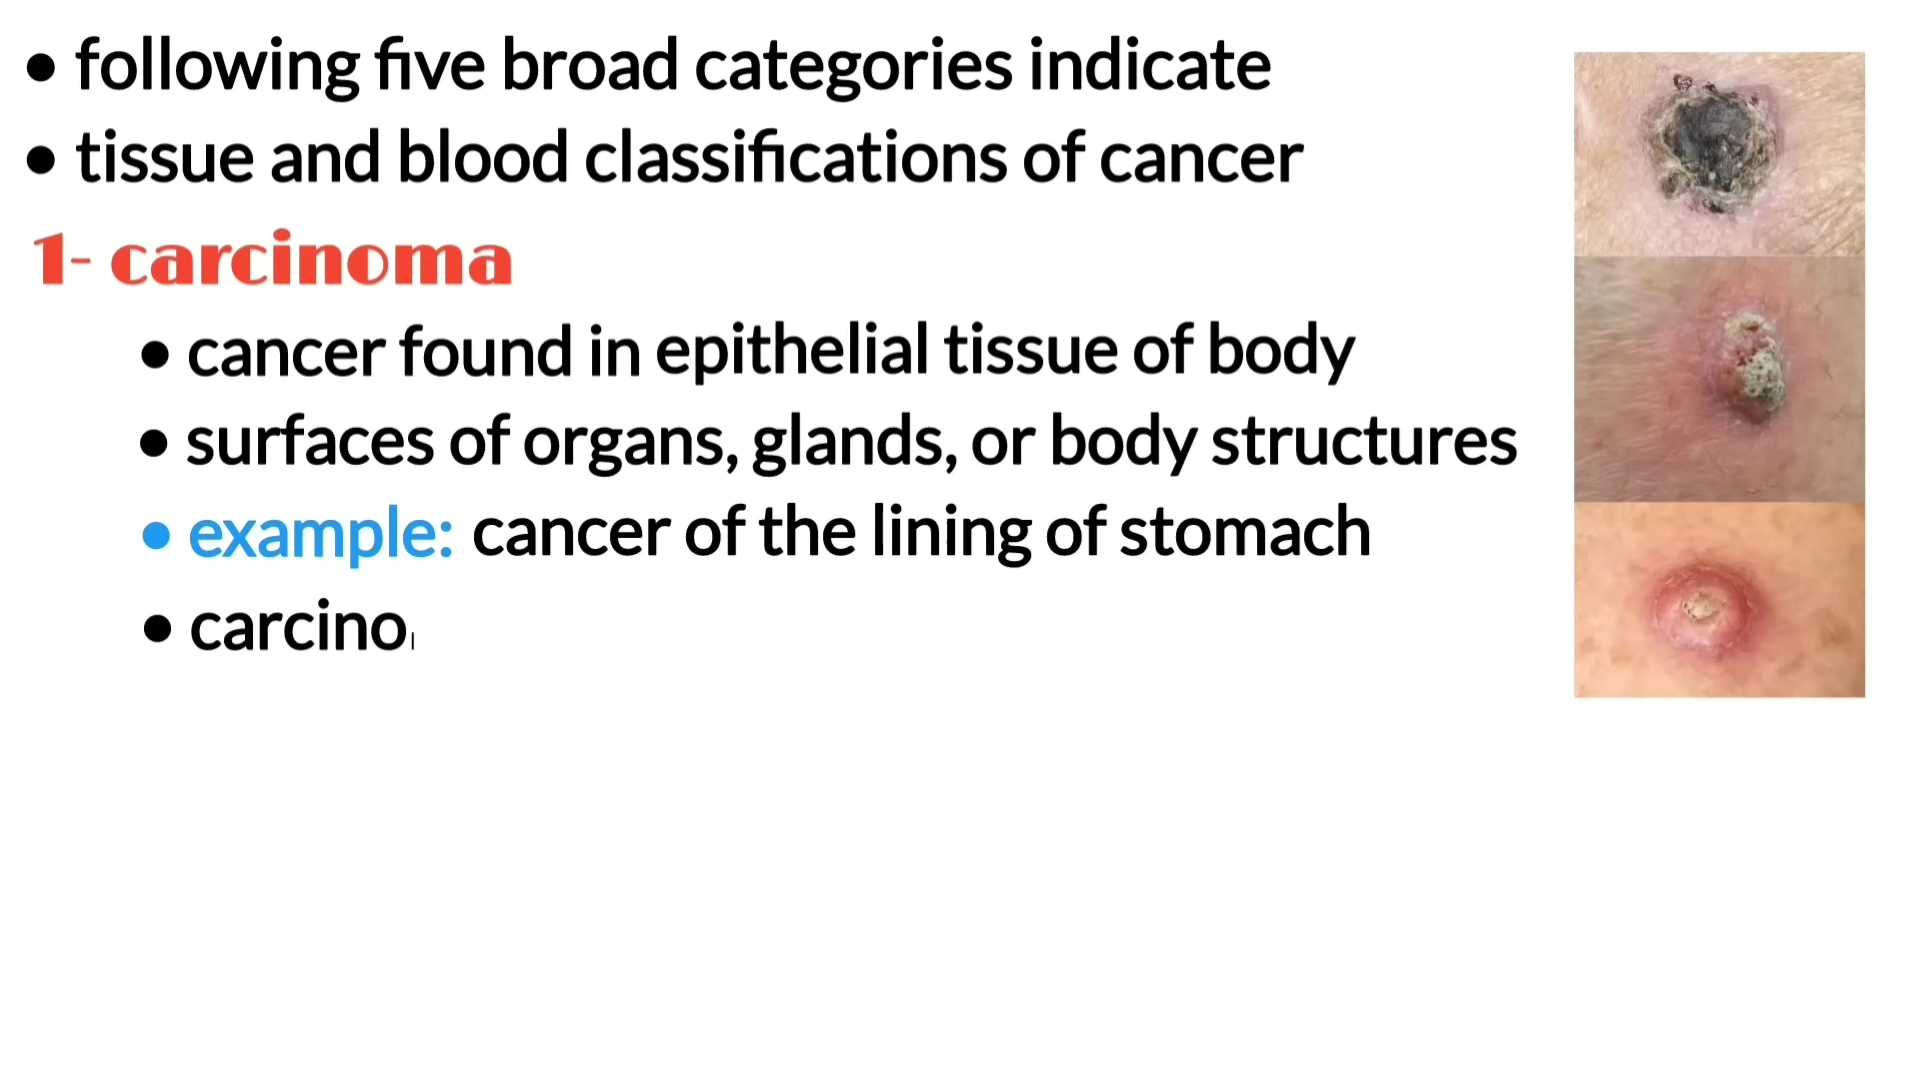 • following five broad categories indicate
• tissue and blood classifications of cancer
1- carcinoma
• cancer found in epithelial tissue of body
• surfaces of organs, glands, or body structures
• example: cancer of the lining of stomach
• carcino